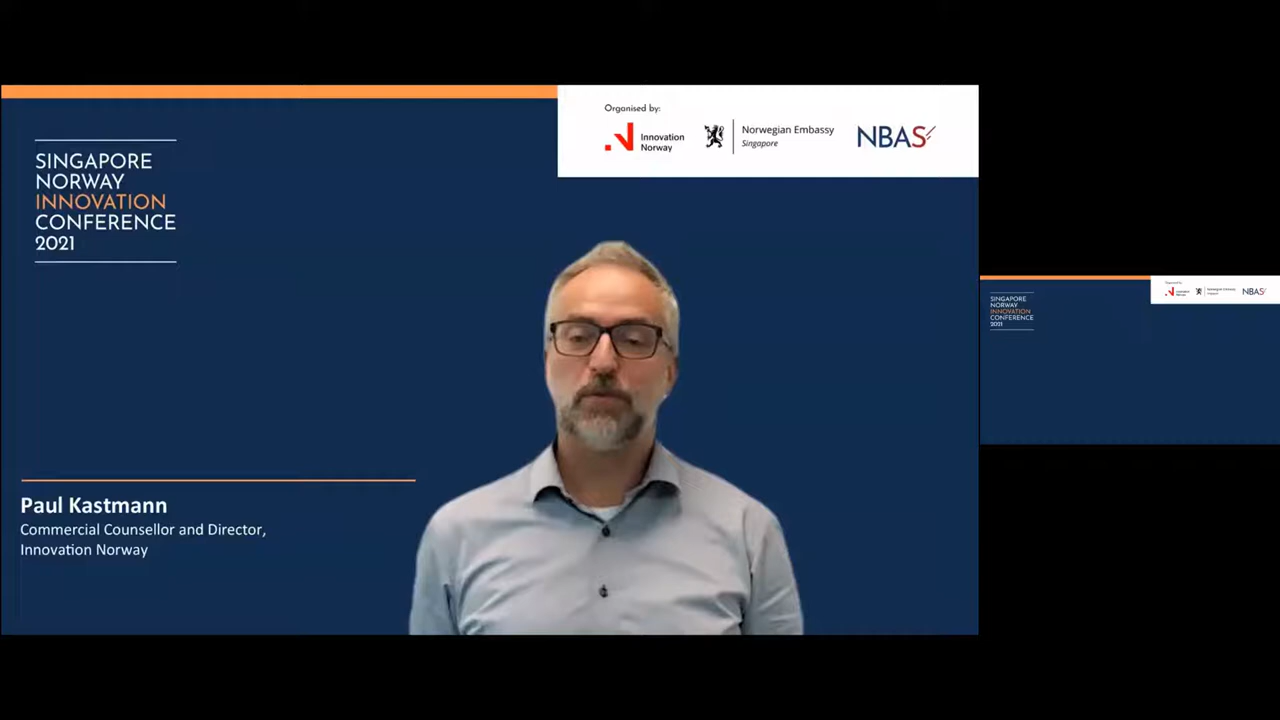 Organised by:
Innovation
Norway
Norwegian Embassy
Singapore
NBAS
SINGAPORE
NORWAY
INNOVATION
CONFERENCE
2021
Paul Kastmann
Commercial Counsellor and Director,
Innovation Norway
SINGAPORE
NORWAY
INNOVATION
CONFERENCE
2021
NBAS